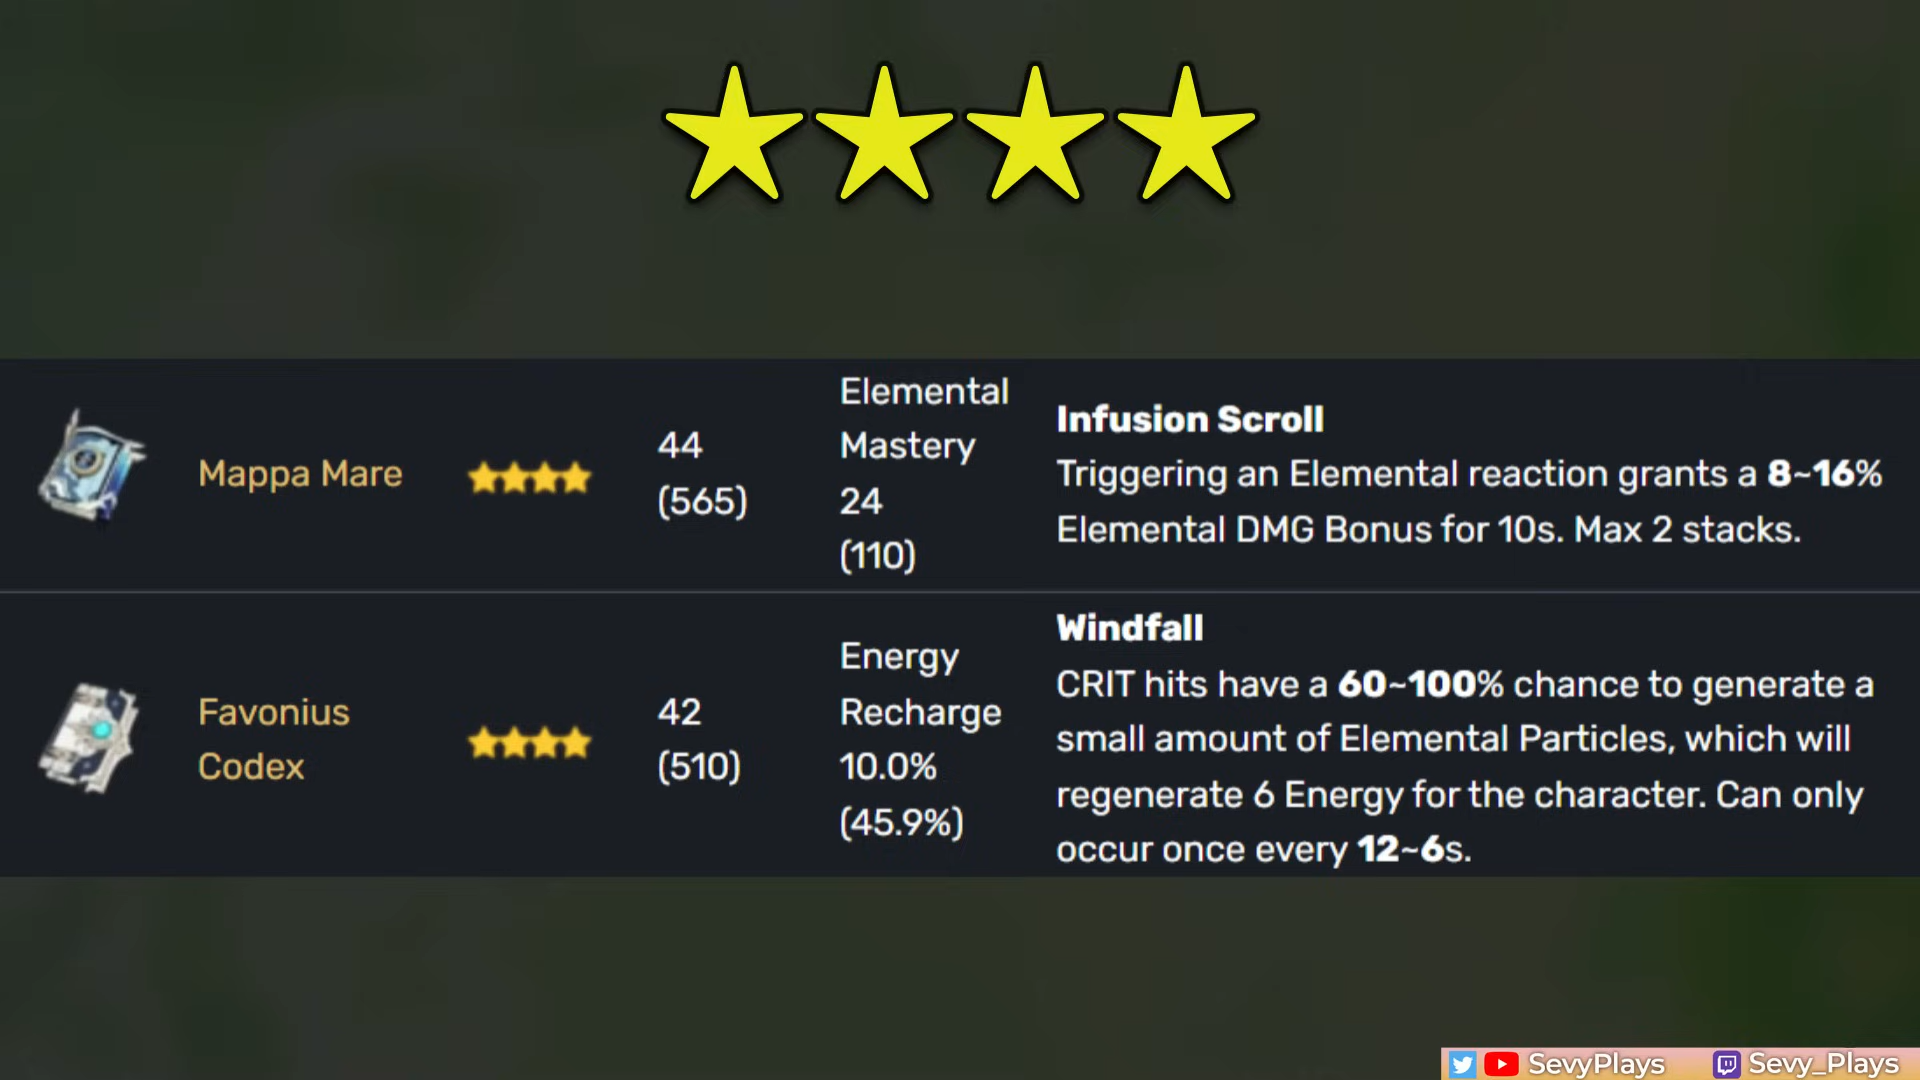 Mappa Mare
44
(565)
Elemental
Mastery
24
(110)
Infusion Scroll
Triggering an Elemental reaction grants a 8~16%
Elemental DMG Bonus for 10s. Max 2 stacks.
Favonius
Codex
42
(510)
Energy
Recharge
10.0%
(45.9%)
Windfall
CRIT hits have a 60~100% chance to generate a
small amount of Elemental Particles, which will
regenerate 6 Energy for the character. Can only
occur once every 12~6s.
SevyPlays
Sevy_Plays